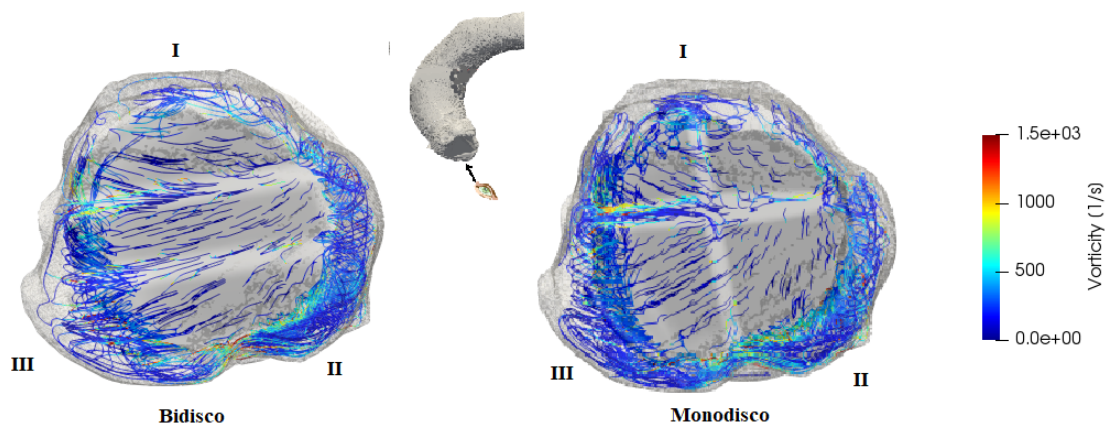 I
III
II
Bidisco
I
III
II
Monodisco
1.5e+03
1000
500
0.0e+00
Vorticity (1/s)